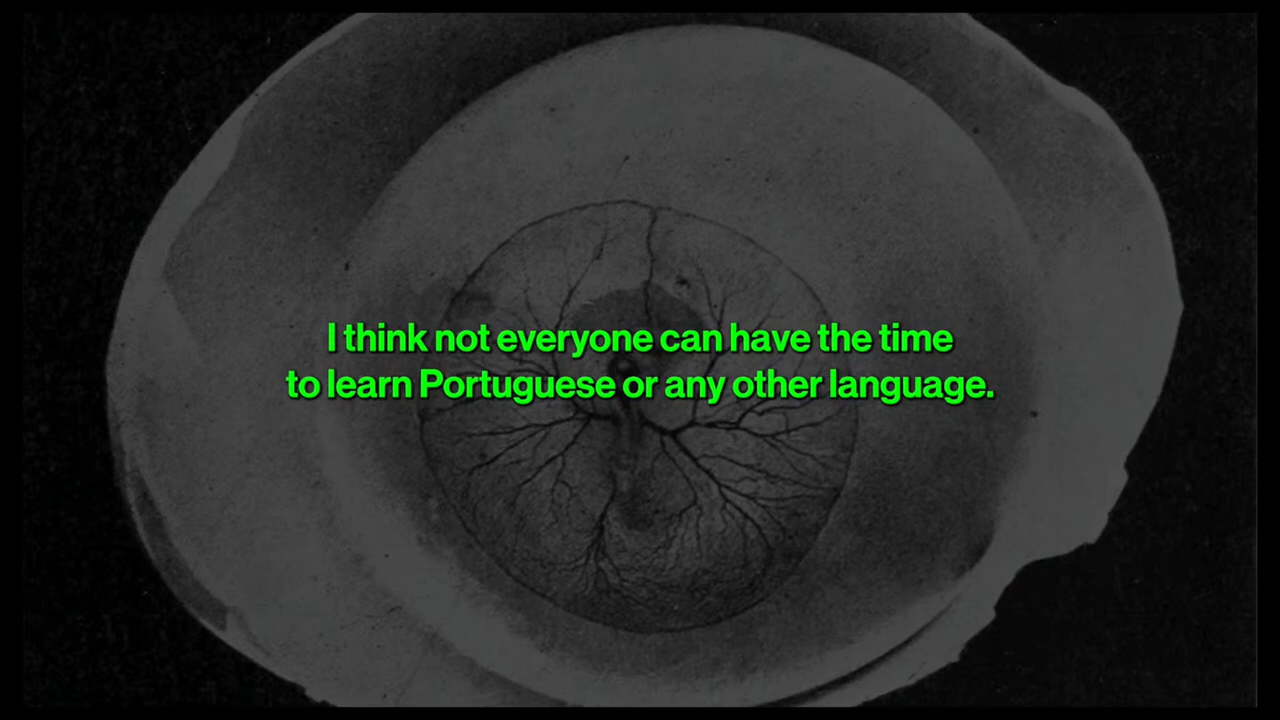 I think not everyone can have the time
to learn Portuguese or any other language.